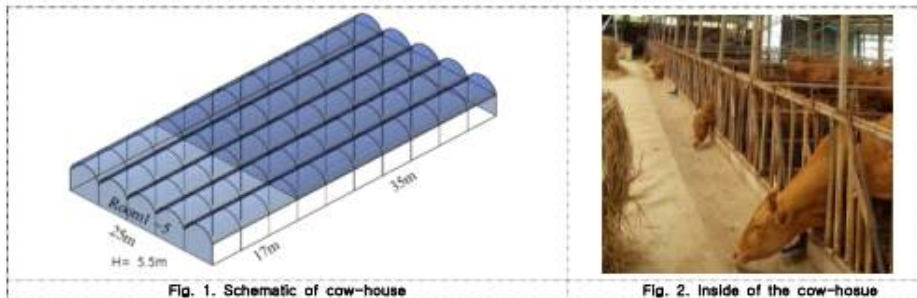 Room1-5
25m
H= 5.5m
17m
35m
Fig. 1. Schematic of cow-house
Fig. 2. Inside of the cow-hosue